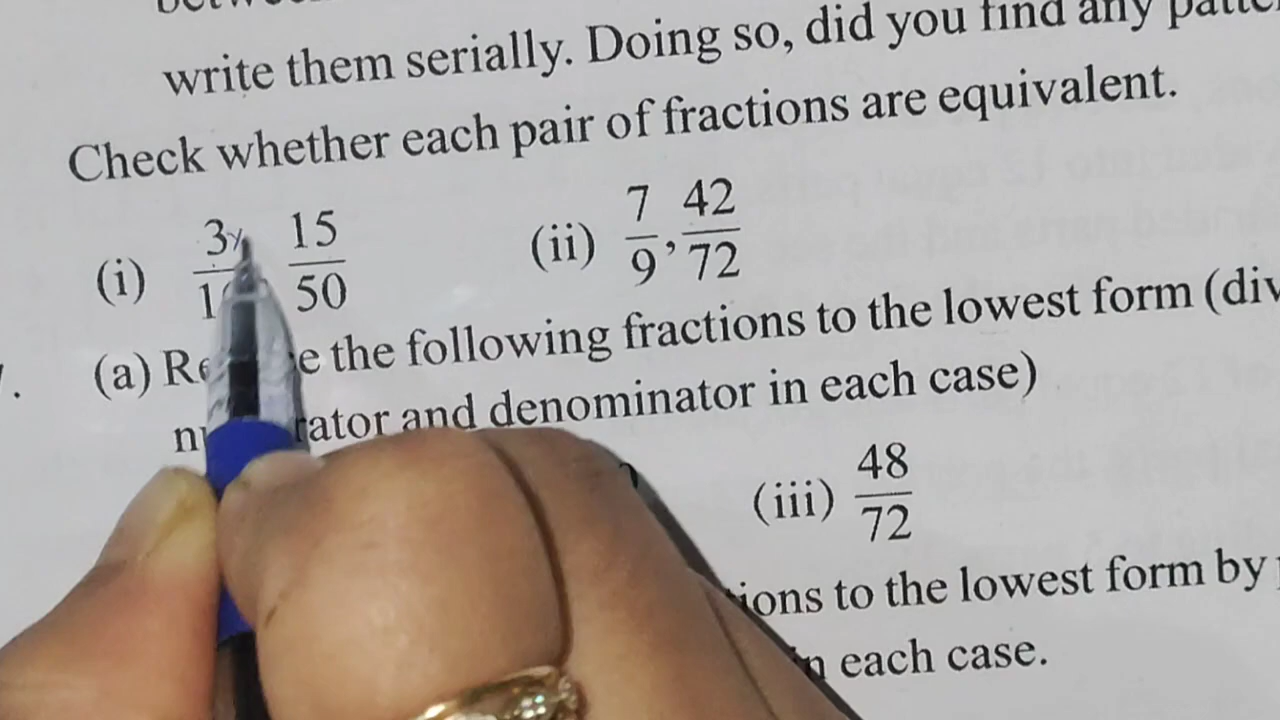 write them serially. Doing so, did you find any
Check whether each pair of fractions are equivalent.
(i) 3/ 15/50 (ii) 7/9, 42/72
(a) the following fractions to the lowest form
and denominator in each case)
(iii) 48/72
to the lowest form by
each case.